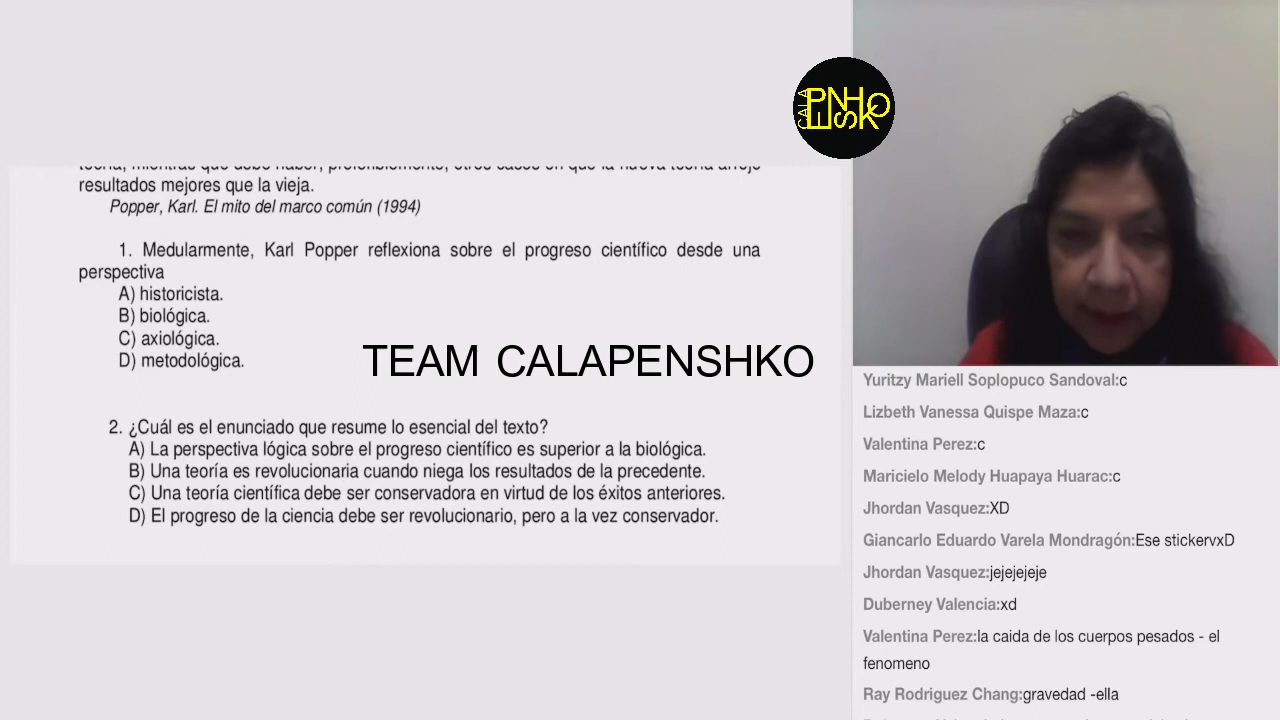 resultados mejores que la vieja.
Popper, Karl. El mito del marco común (1994)
1. Medularmente, Karl Popper reflexiona sobre el progreso científico desde una
perspectiva
A) historicista.
B) biológica.
C) axiológica.
D) metodológica.
TEAM CALAPENSHKO
2. ¿Cuál es el enunciado que resume lo esencial del texto?
A) La perspectiva lógica sobre el progreso científico es superior a la biológica.
B) Una teoría es revolucionaria cuando niega los resultados de la precedente.
C) Una teoría científica debe ser conservadora en virtud de los éxitos anteriores.
D) El progreso de la ciencia debe ser revolucionario, pero a la vez conservador.
CALA
PENSHKO
Yuritzy Mariell Soplopuco Sandoval:c
Lizbeth Vanessa Quispe Maza:c
Valentina Perez:c
Maricielo Melody Huapaya Huarac:c
Jhordan Vasquez:XD
Giancarlo Eduardo Varela Mondragón:Ese stickervxD
Jhordan Vasquez:jejejejeje
Duberney Valencia:xd
Valentina Perez:la caida de los cuerpos pesados - el
fenomeno
Ray Rodriguez Chang:gravedad -ella